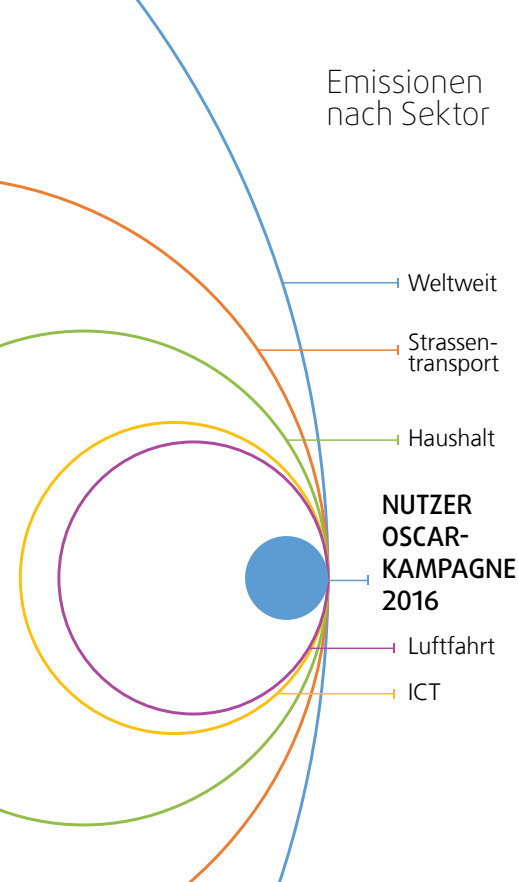 Emissionen
nach Sektor
Weltweit
Strassen-
transport
Haushalt
NUTZER
OSCAR-
KAMPAGNE
2016
Luftfahrt
ICT